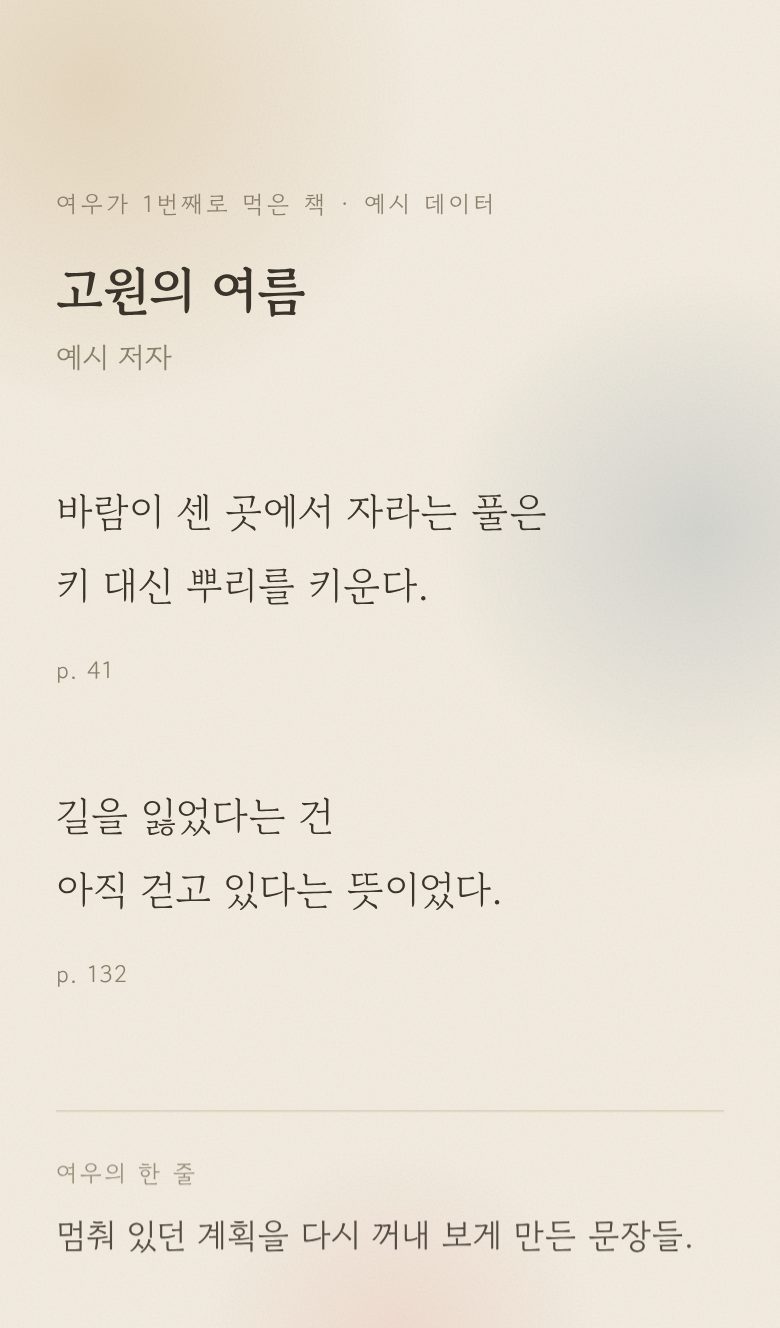 여우가 1번째로 먹은 책 · 예시 데이터
고원의 여름
예시 저자
바람이 센 곳에서 자라는 풀은
키 대신 뿌리를 키운다.
p. 41
길을 잃었다는 건
아직 걷고 있다는 뜻이었다.
p. 132
여우의 한 줄
멈춰 있던 계획을 다시 꺼내 보게 만든 문장들.